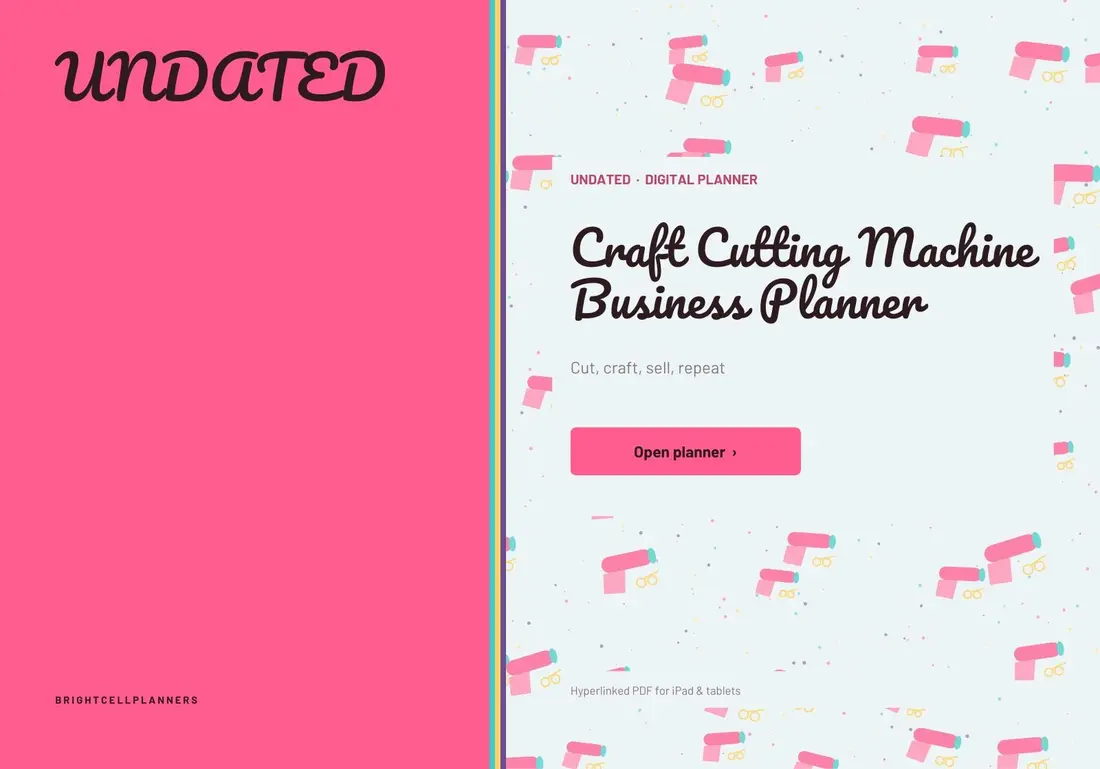 UNDATED
BRIGHTCELLPLANNERS
UNDATED · DIGITAL PLANNER
Craft Cutting Machine
Business Planner
Cut, craft, sell, repeat
Open planner ›
Hyperlinked PDF for iPad & tablets